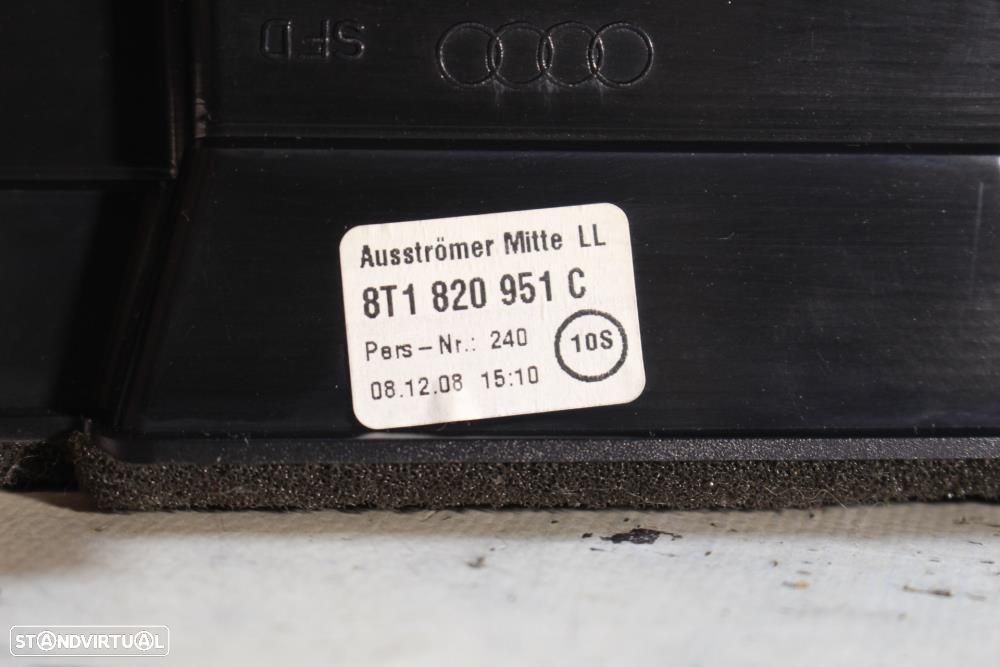 SFD
Ausströmer Mitte LL
8T1 820 951 C
Pers-Nr.: 240
10S
08.12.08 15:10
STANDVIRTUAL